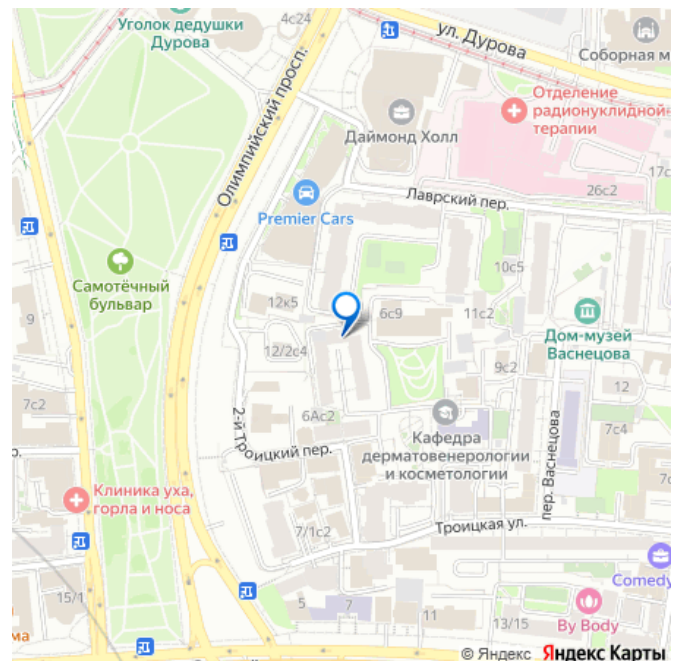 Уголок дедушки
Дурова
4с24
ул. Дурова
Соборная м
Олимпийский просп.
Отделение
радионуклидной
терапии
Даймонд Холл
17с
26с2
Лаврский пер.
Premier Cars
Самотёчный
бульвар
10с5
12к5
6с9
11с2
9
Дом-музей
Васнецова
12/2с4
9с2
12
7с2
6Ас2
2-й Троицкий пер.
Кафедра
дерматовенерологии
и косметологии
7с4
пер. Васнецова
Клиника уха,
горла и носа
7/1с2
Троицкая ул.
15/1
5
7
11
13/15
Comedy
By Body
ма
© Яндекс Яндекс Карты